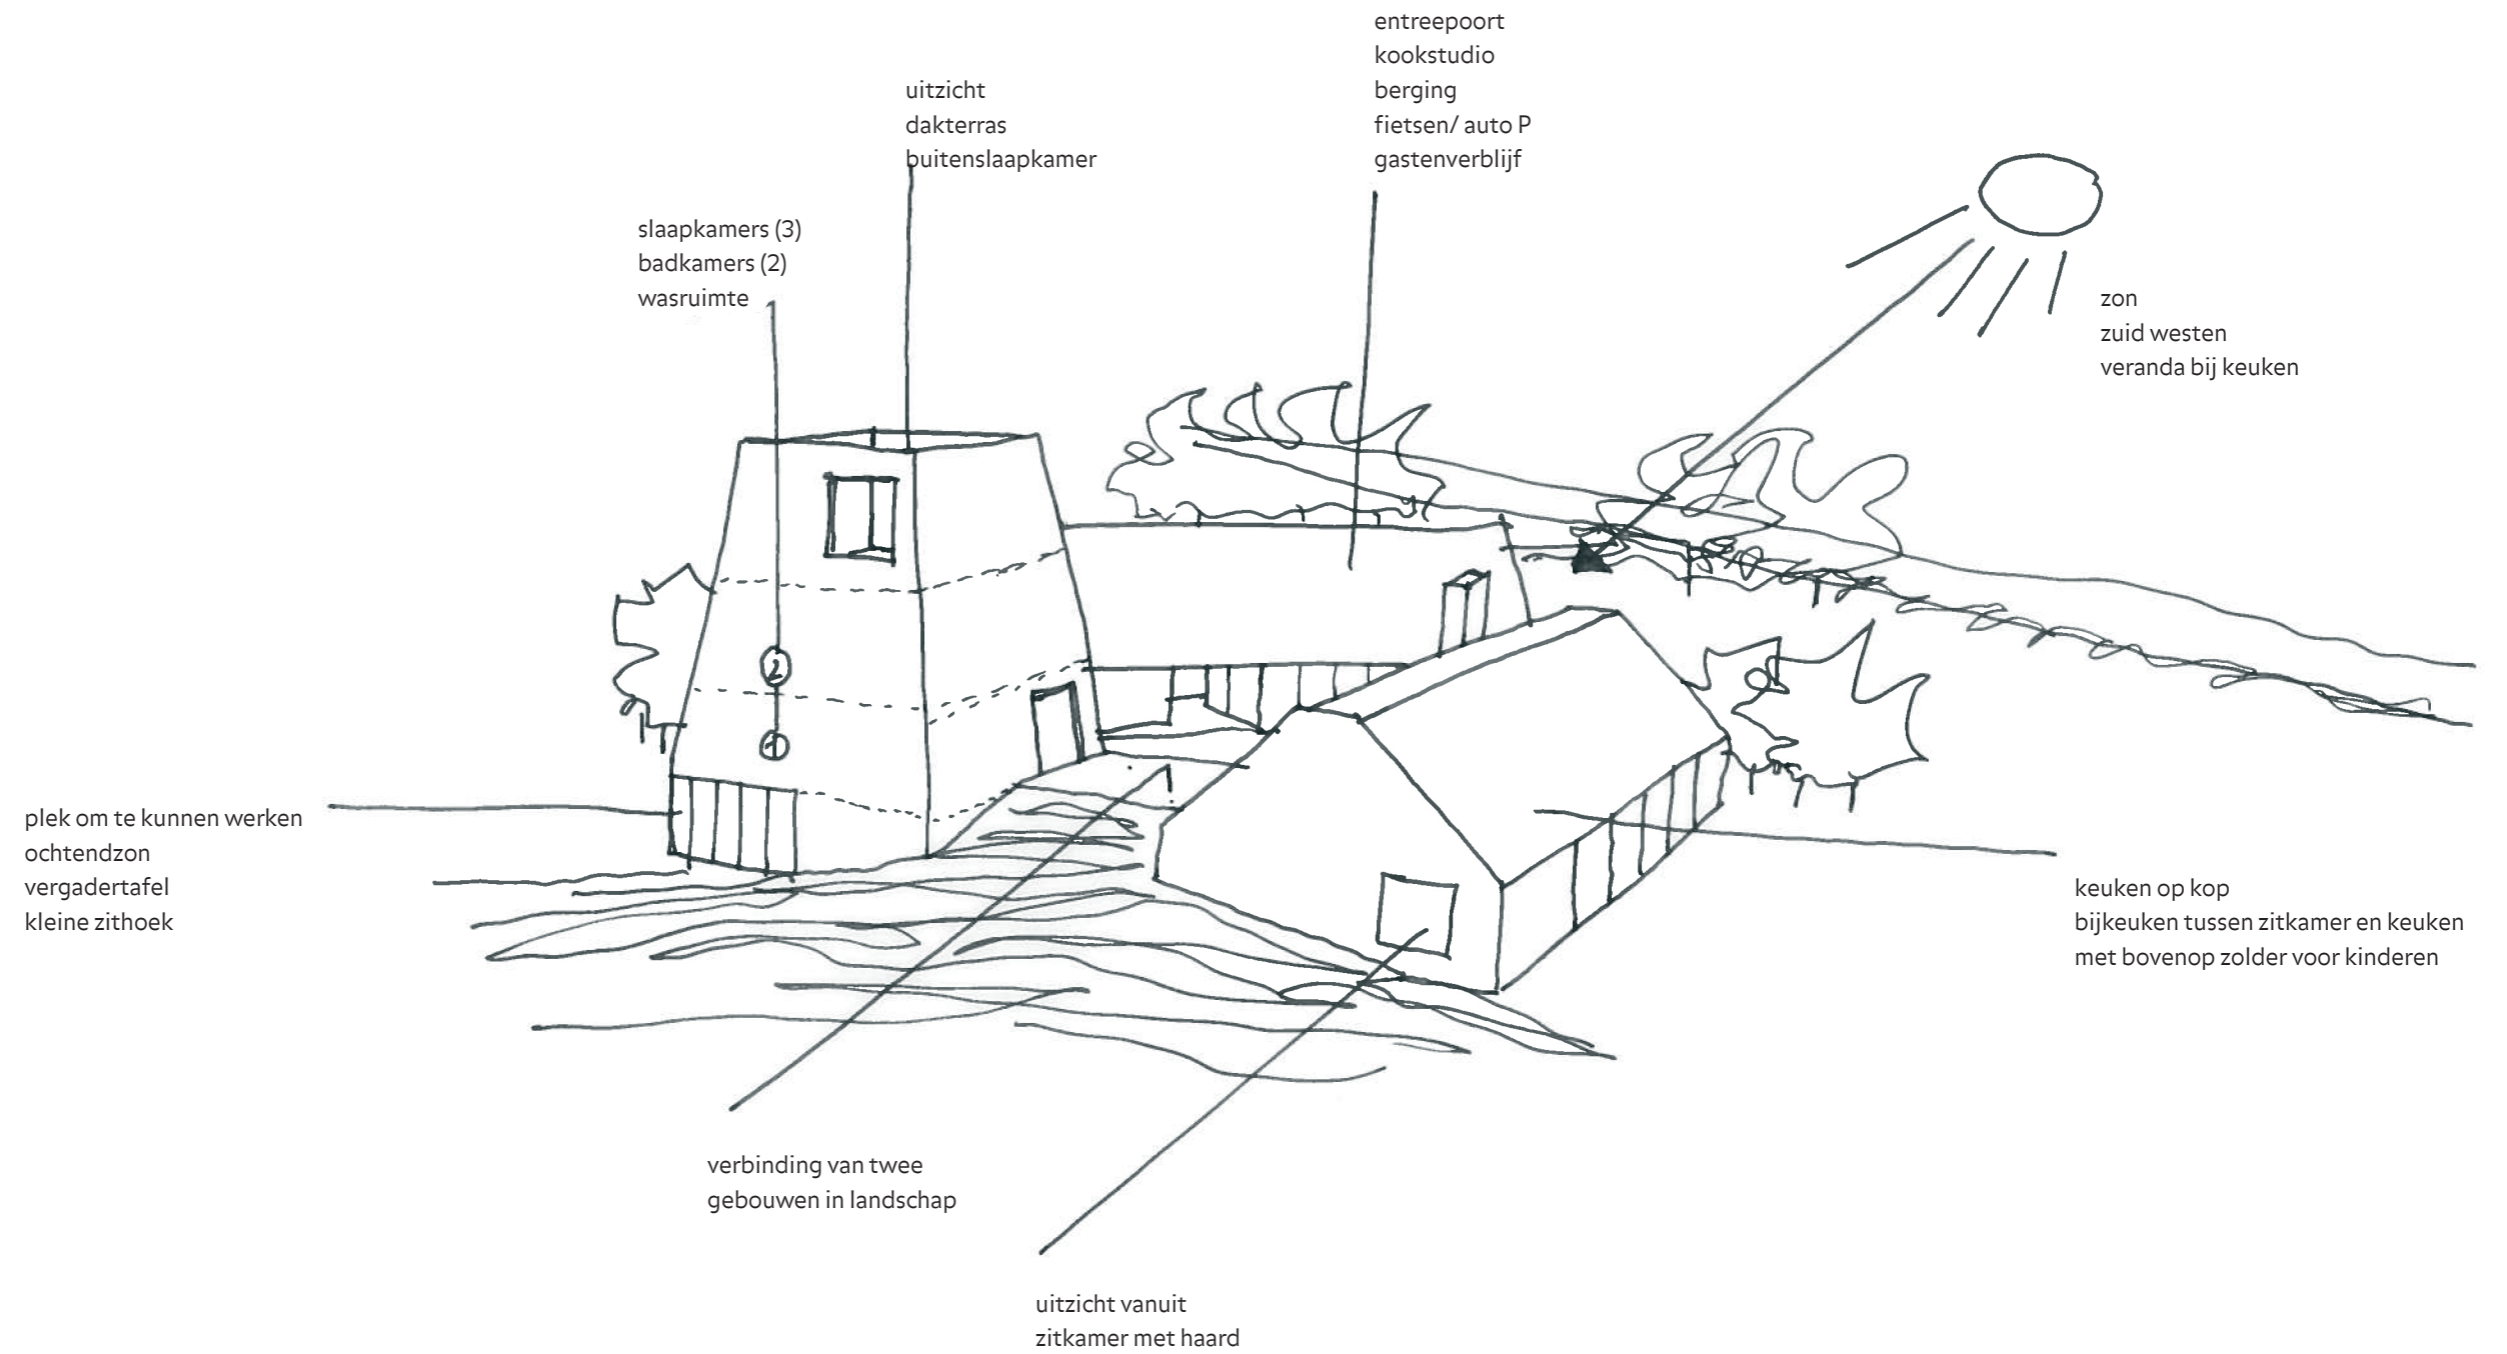 entreepoort
kookstudio
berging
fietsen/ auto P
gastenverblijf
uitzicht
dakterras
buitenslaapkamer
slaapkamers (3)
badkamers (2)
wasruimte
zon
zuid westen
veranda bij keuken
2
1
plek om te kunnen werken
ochtendzon
vergadertafel
kleine zithoek
keuken op kop
bijkeuken tussen zitkamer en keuken
met bovenop zolder voor kinderen
verbinding van twee
gebouwen in landschap
uitzicht vanuit
zitkamer met haard